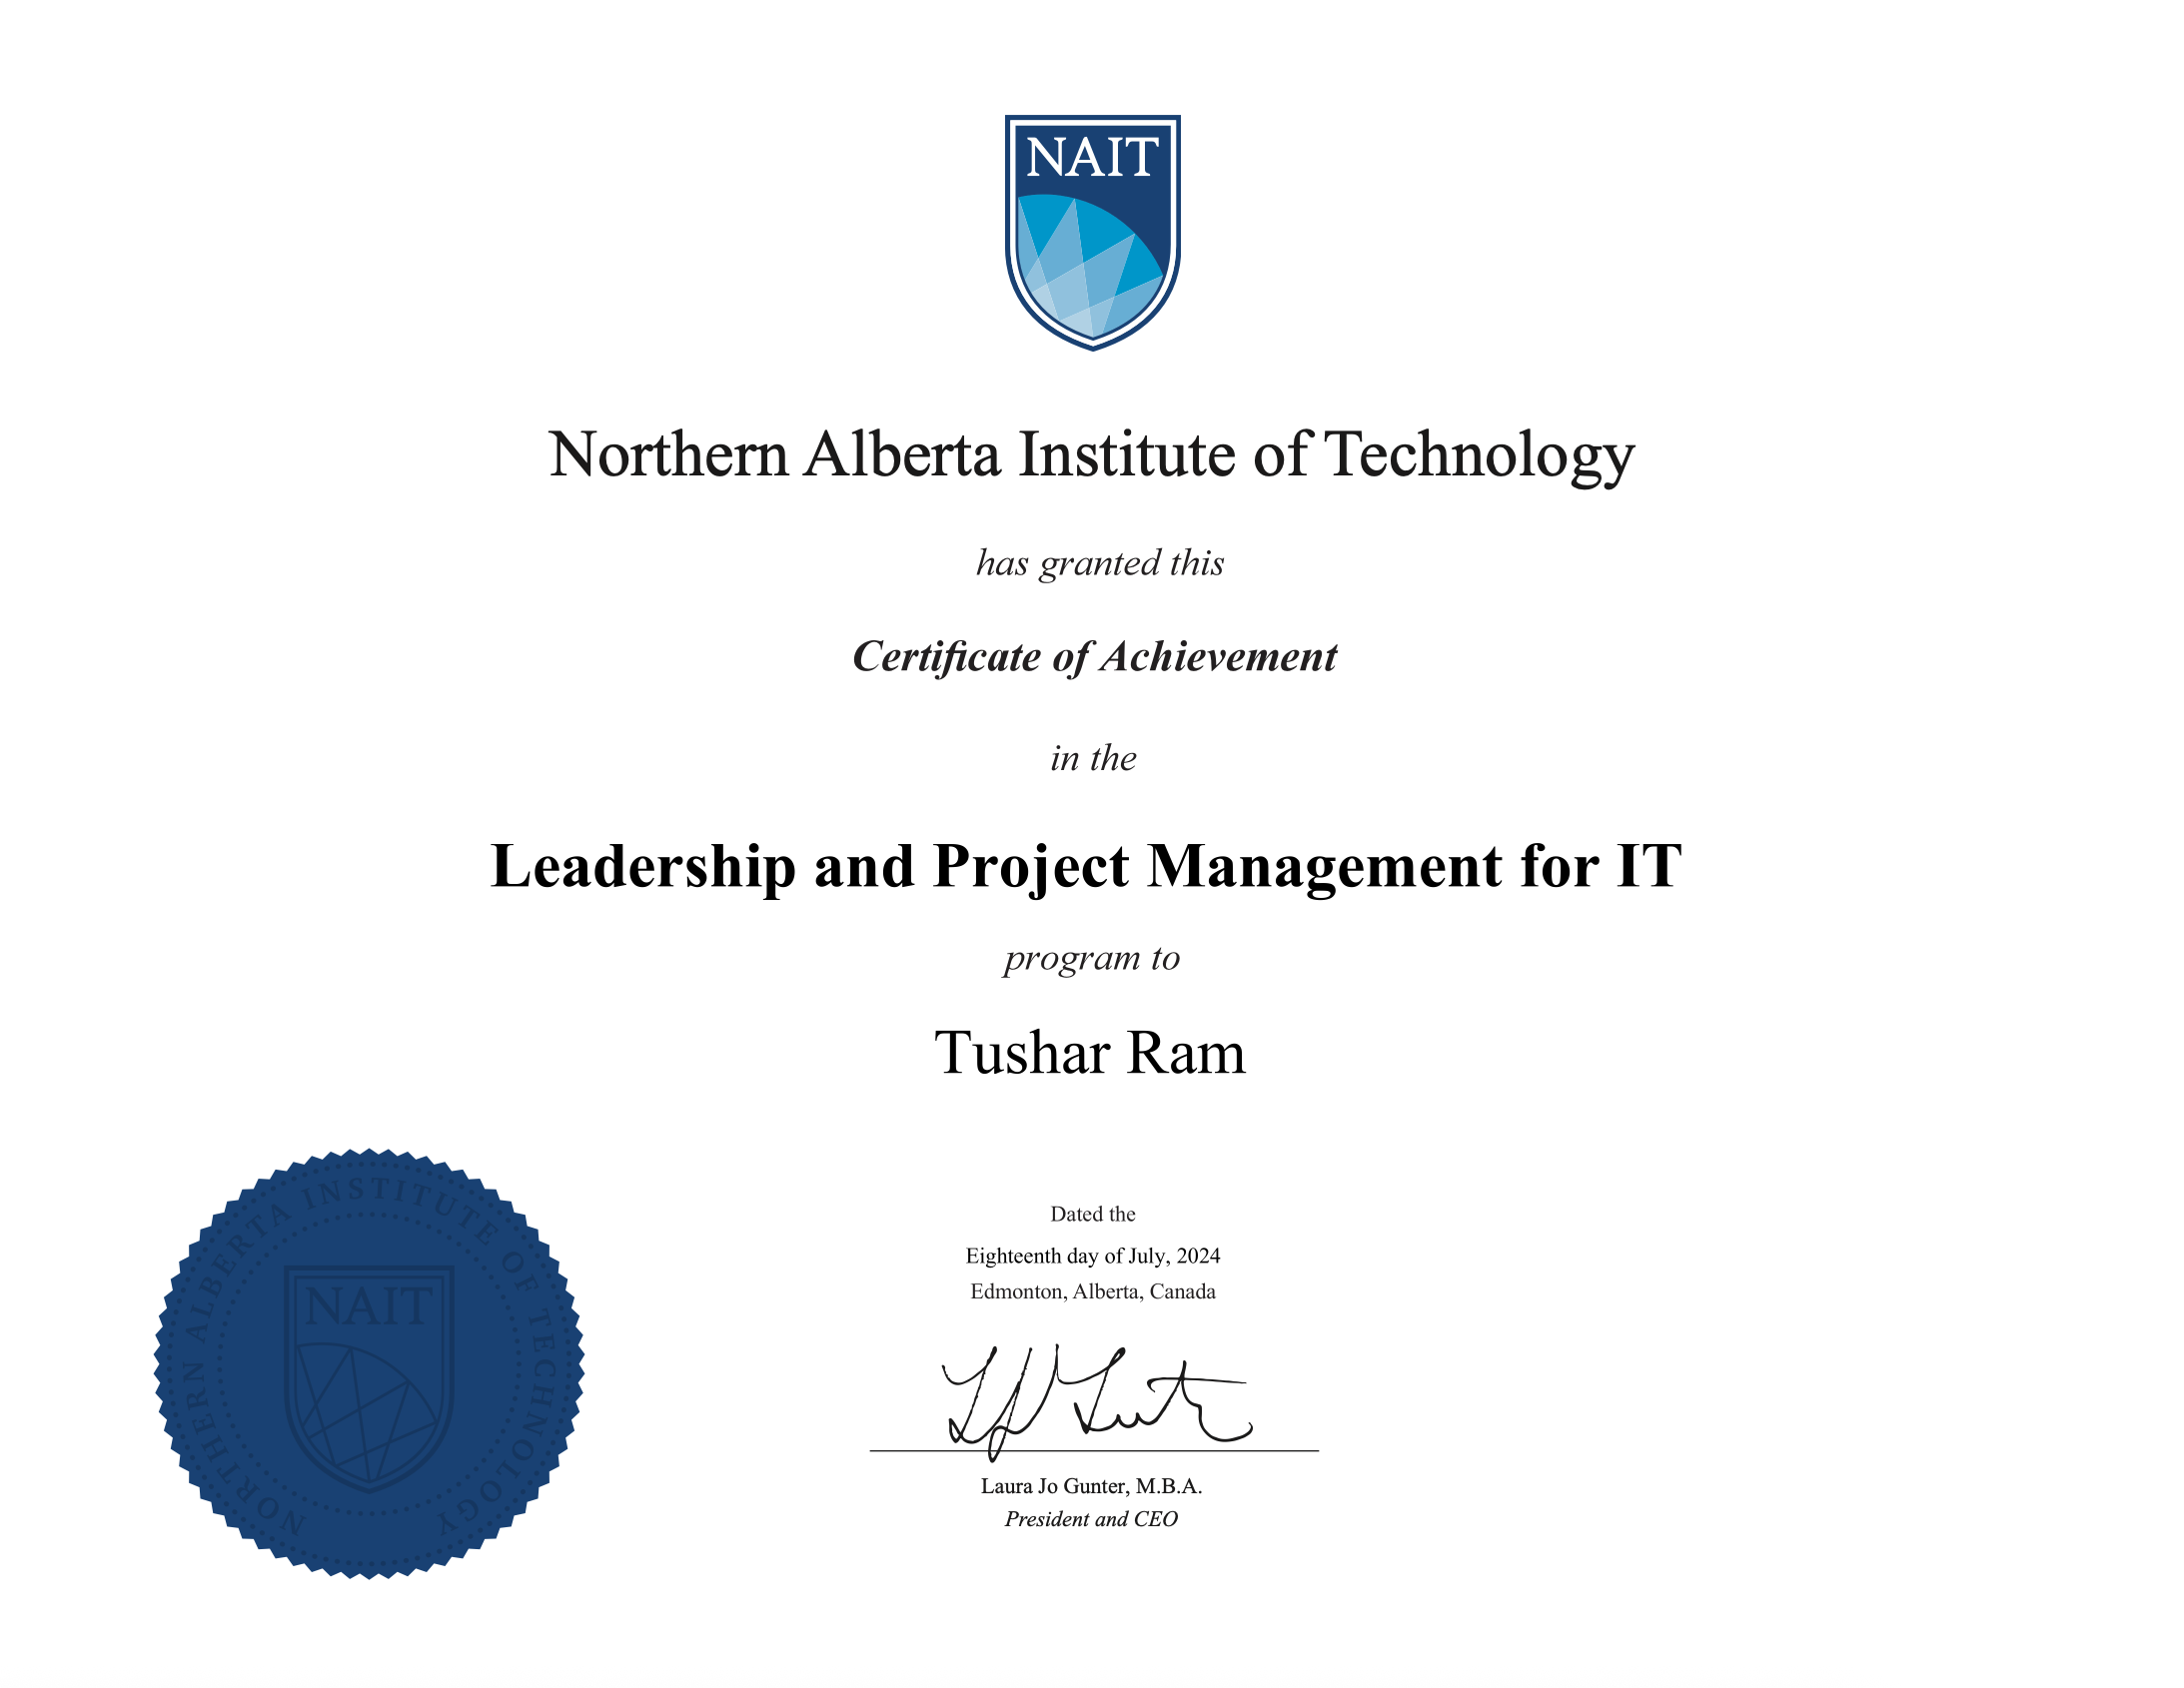 NAIT
Northern Alberta Institute of Technology
has granted this
Certificate of Achievement
in the
Leadership and Project Management for IT
program to
Tushar Ram
Dated the
Eighteenth day of July, 2024
Edmonton, Alberta, Canada
Laura Jo Gunter, M.B.A.
President and CEO
NORTHERN ALBERTA INSTITUTE OF TECHNOLOGY
NAIT